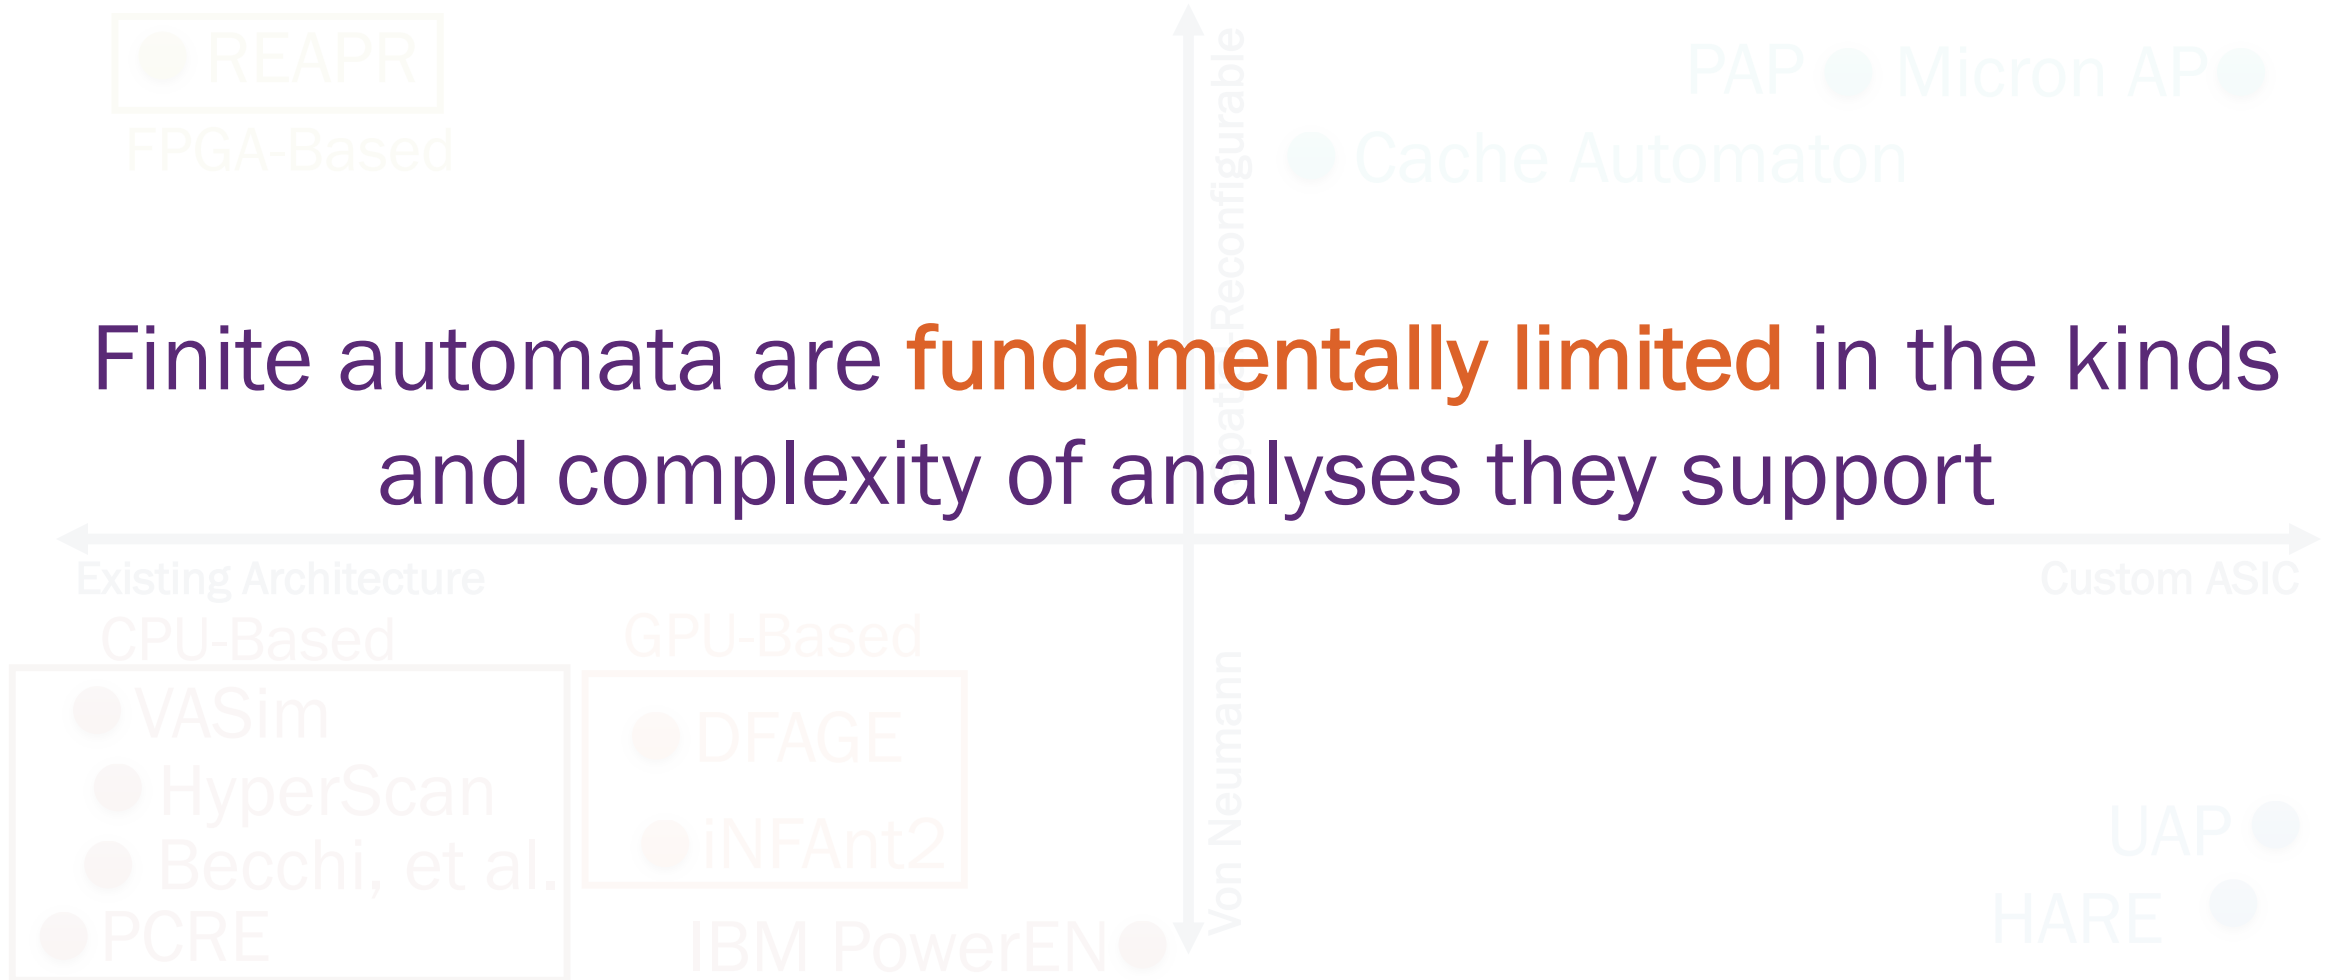 REAPR
FPGA-Based
PAP
Micron AP
Cache Automaton
Spatial-Reconfigurable
Finite automata are fundamentally limited in the kinds
and complexity of analyses they support
Existing Architecture
Custom ASIC
CPU-Based
VASim
HyperScan
Becchi, et al.
PCRE
GPU-Based
DFAGE
iNFAnt2
IBM PowerEN
Von Neumann
UAP
HARE